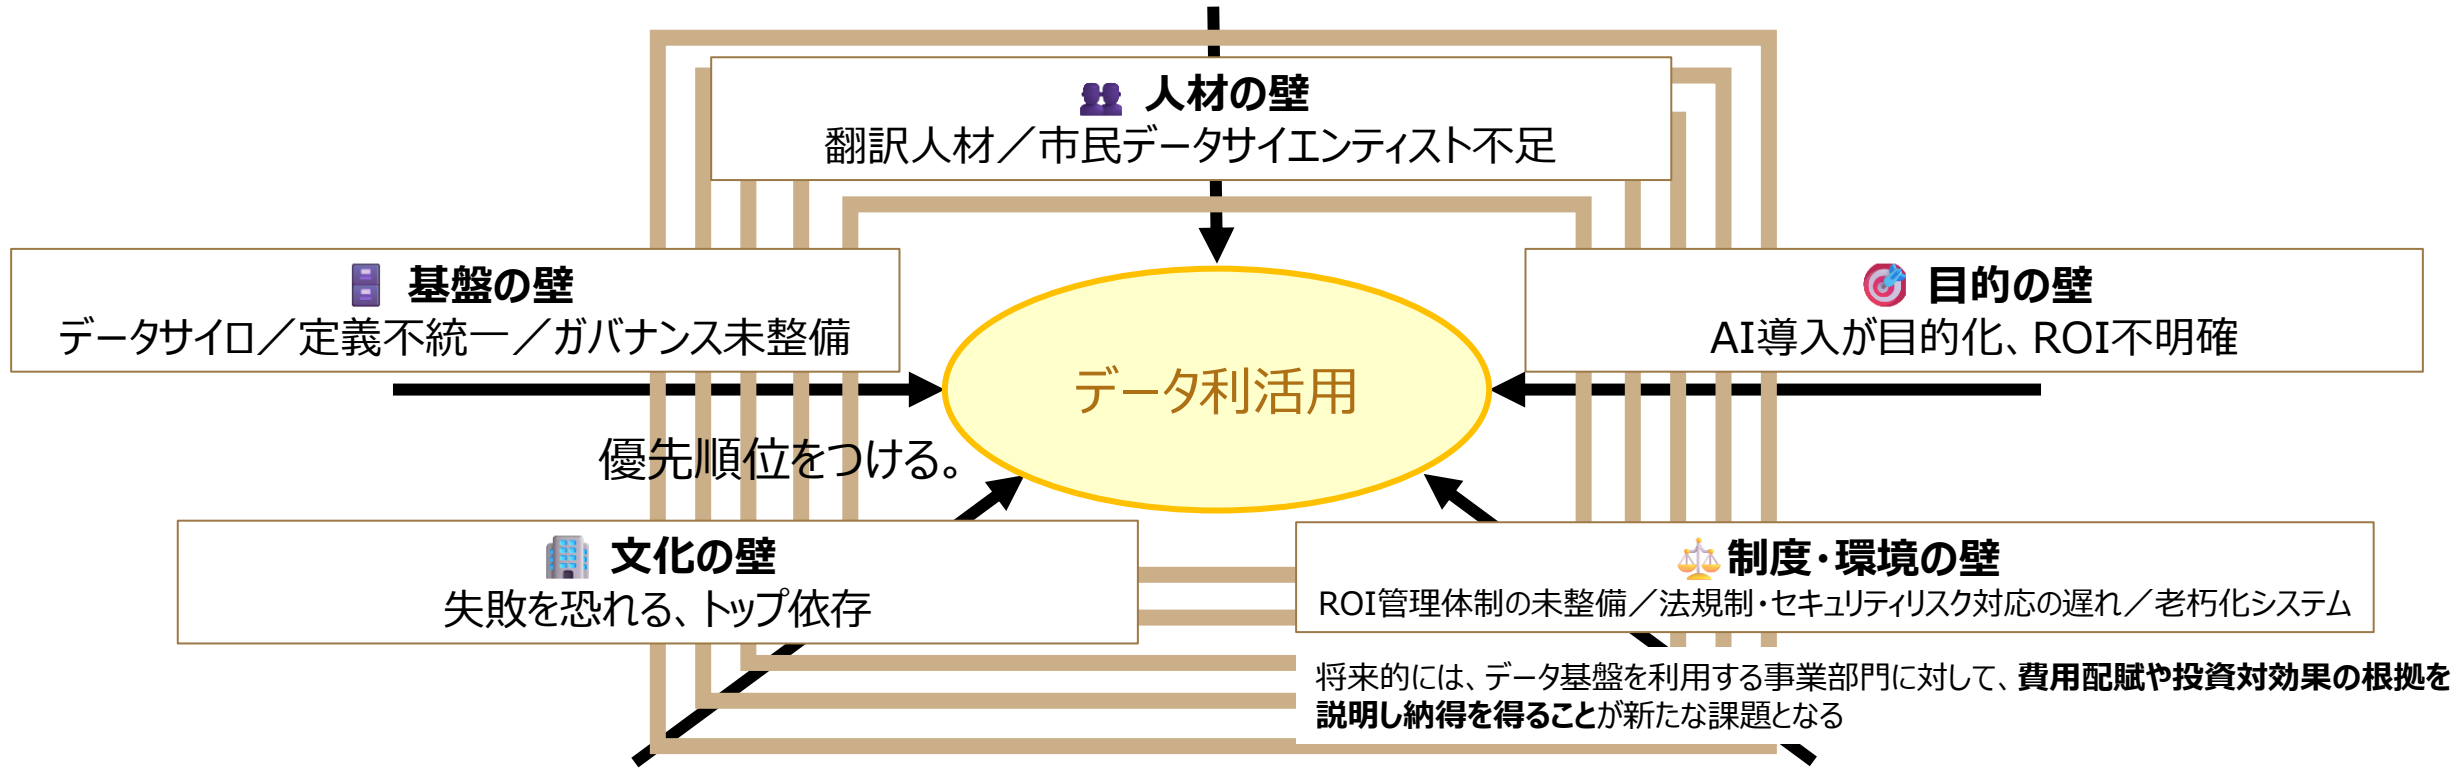 人材の壁
翻訳人材／市民データサイエンティスト不足
基盤の壁
データサイロ／定義不統一／ガバナンス未整備
目的の壁
AI導入が目的化、ROI不明確
データ利活用
優先順位をつける。
文化の壁
失敗を恐れる、トップ依存
制度・環境の壁
ROI管理体制の未整備／法規制・セキュリティリスク対応の遅れ／老朽化システム
将来的には、データ基盤を利用する事業部門に対して、費用配賦や投資対効果の根拠を
説明し納得を得ることが新たな課題となる